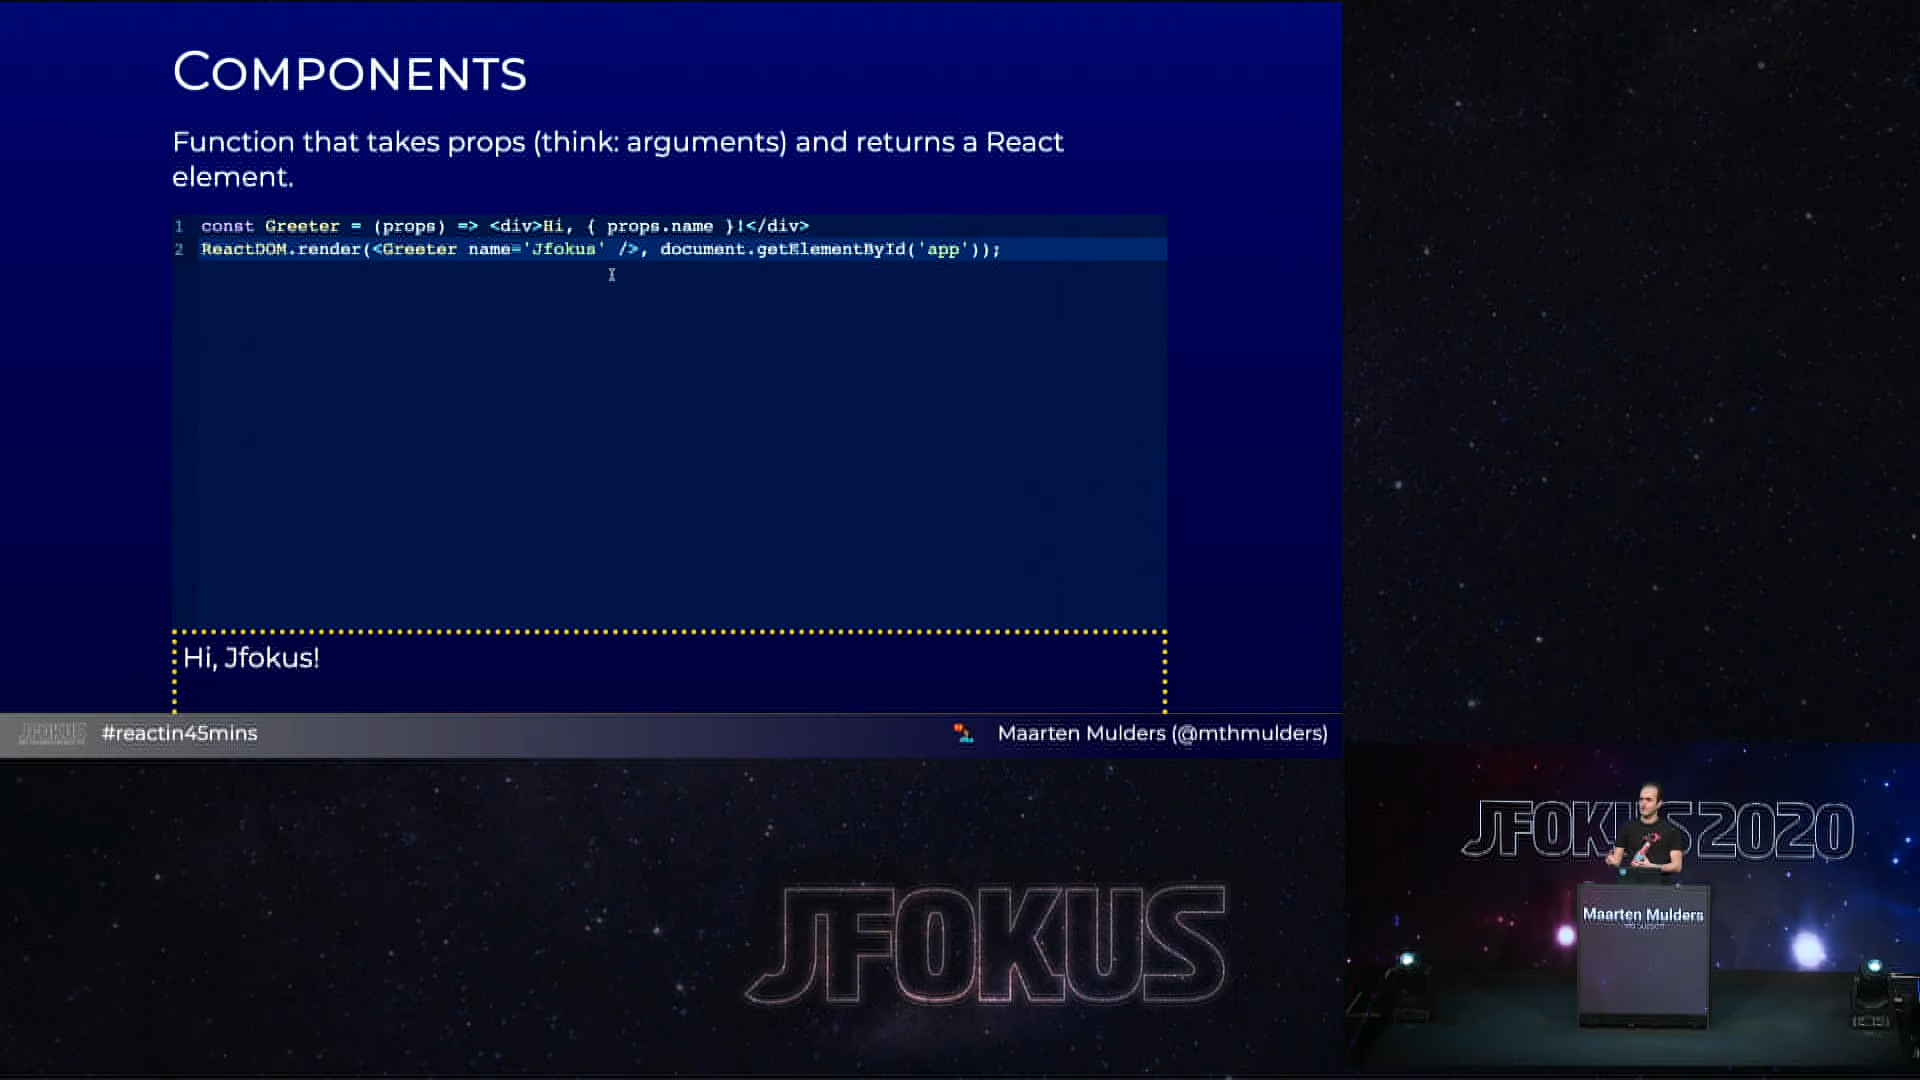 COMPONENTS
Function that takes props (think: arguments) and returns a React
element.
1 const Greeter = (props) => <div>Hi, { props.name }!</div>
2 ReactDOM.render(<Greeter name='Jfokus' />, document.getElementById('app'));
Hi, Jfokus!
JFOKUS #reactin45mins Maarten Mulders (@mthmulders)
JFOKUS 2020
Maarten Mulders
JFOKUS